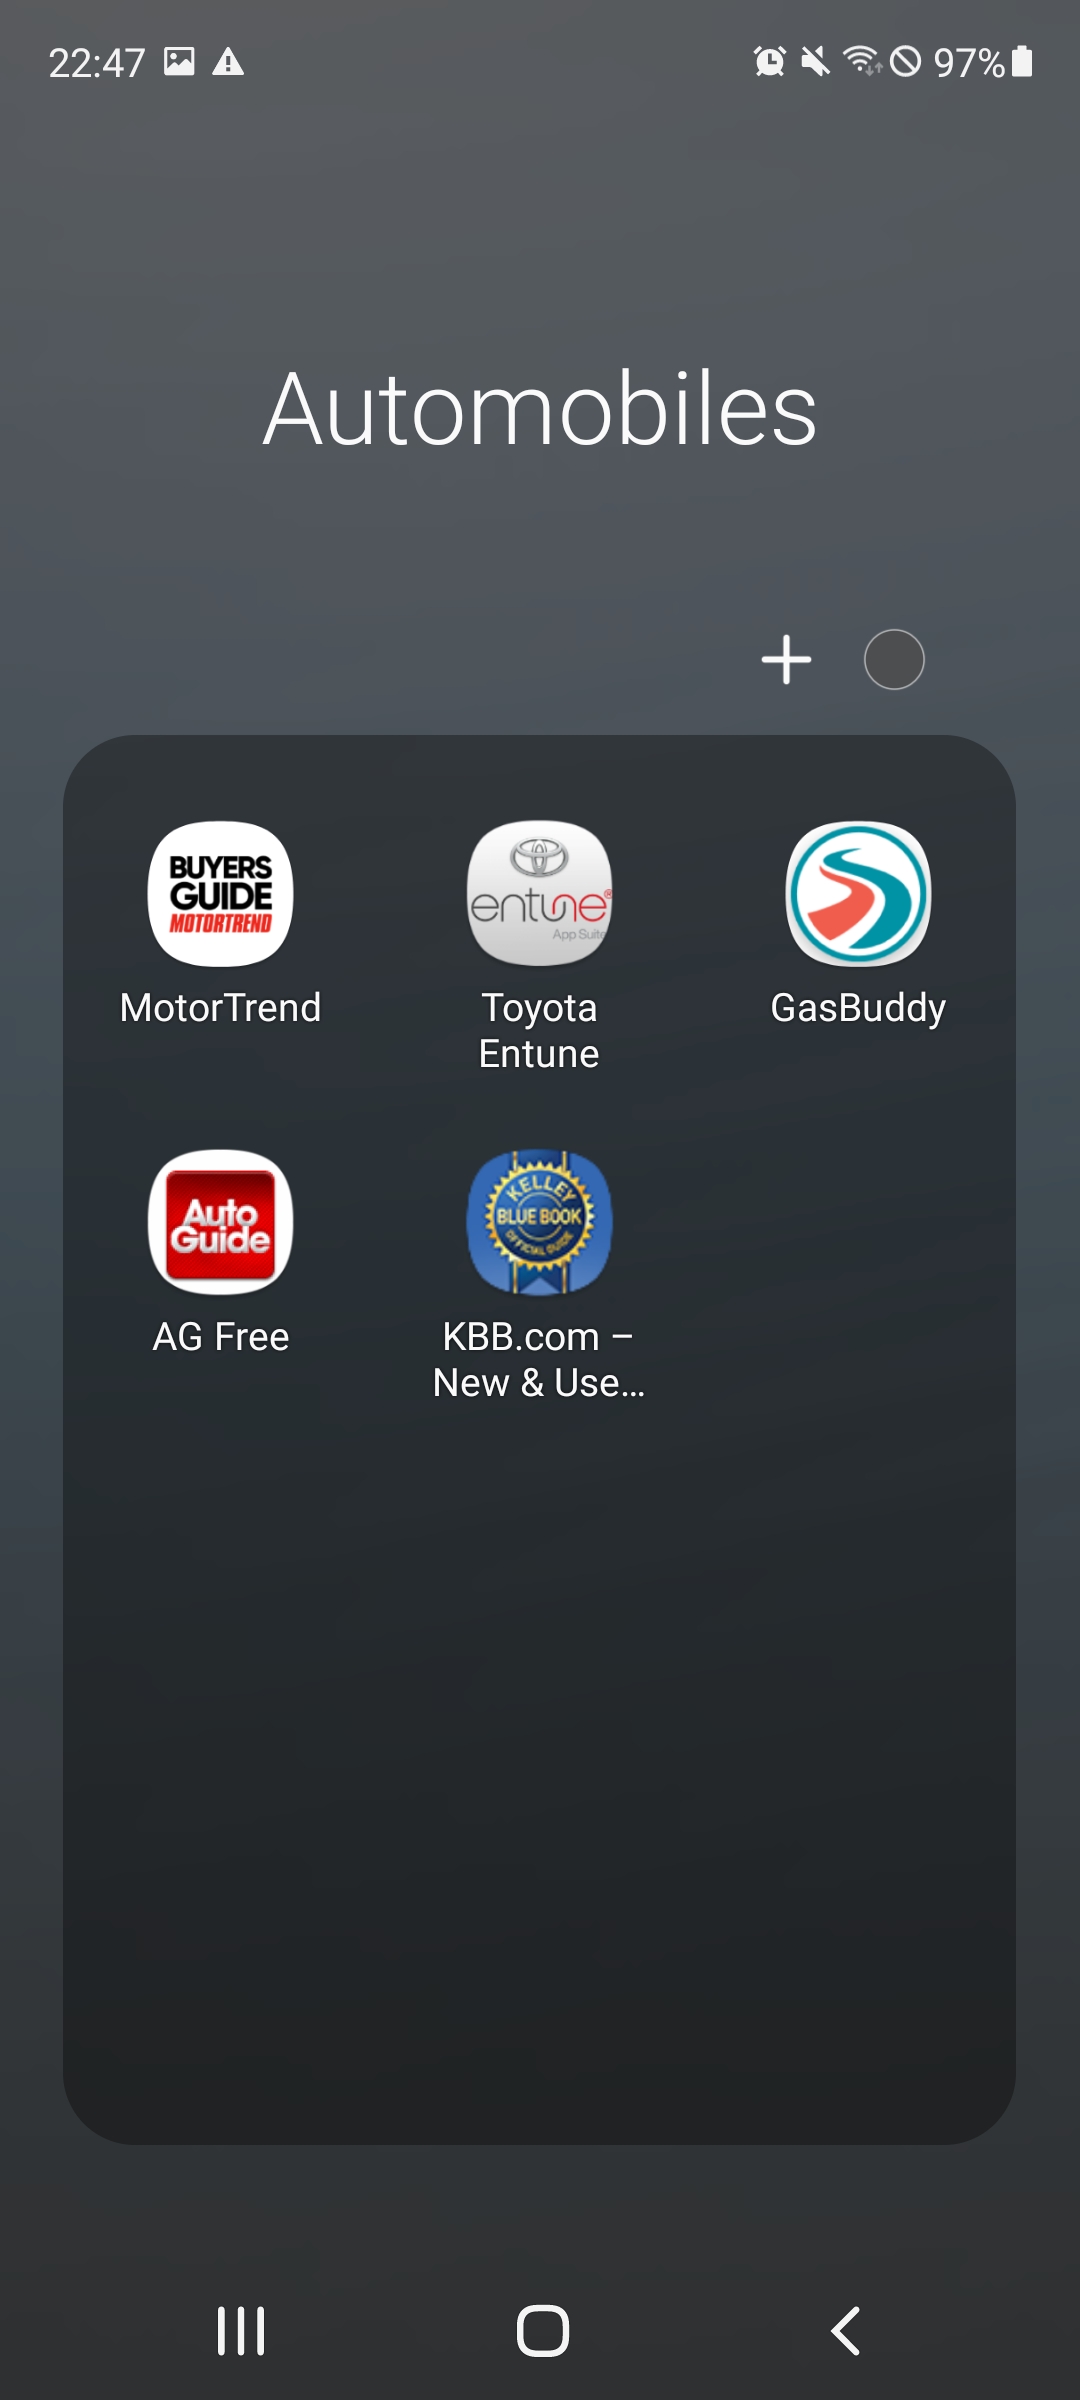 22:47
97%
Automobiles
BUYERS
GUIDE
MOTORTREND
MotorTrend
entune®
App Suite
Toyota
Entune
GasBuddy
Auto
Guide
AG Free
KELLEY
BLUE BOOK
OFFICIAL GUIDE
KBB.com –
New & Use...